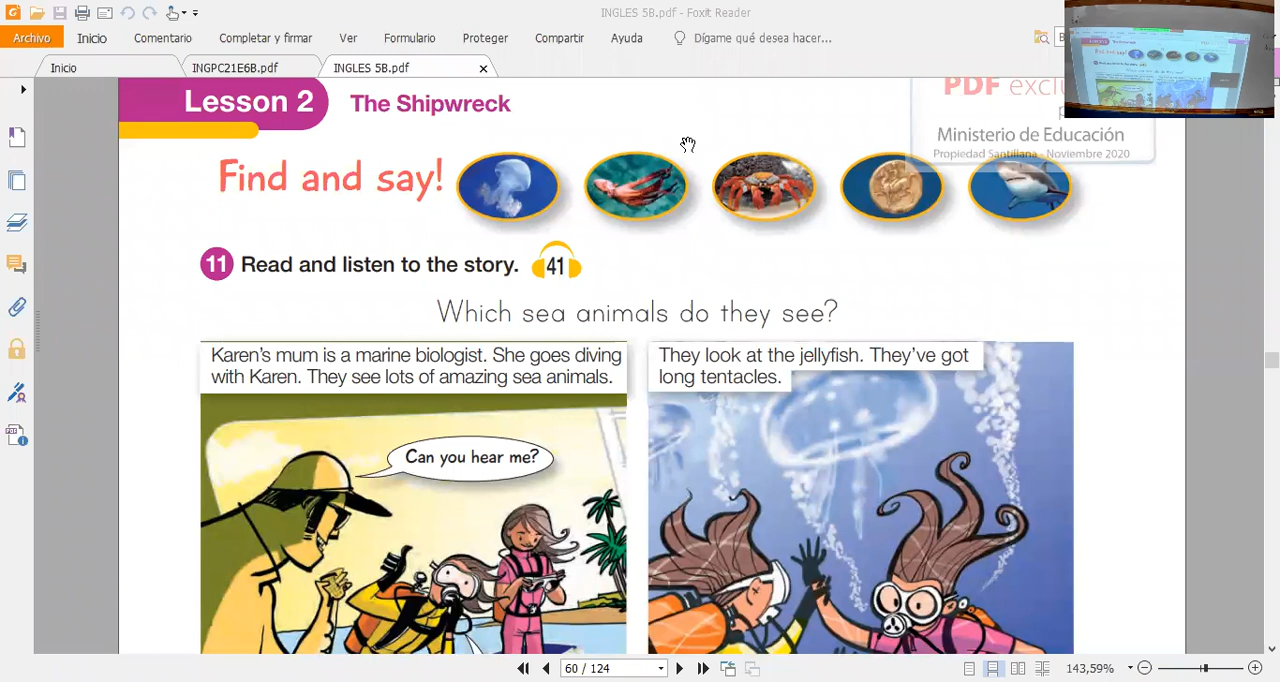 INGLES 5B.pdf - Foxit Reader
Archivo Inicio Comentario Completar y firmar Ver Formulario Proteger Compartir Ayuda Dígame qué desea hacer...
Inicio INGPC21E6B.pdf INGLES 5B.pdf
Lesson 2 The Shipwreck
PDF exclu
Ministerio de Educación
Propiedad Santillana - Noviembre 2020
Find and say!
11 Read and listen to the story. 41
Which sea animals do they see?
Karen's mum is a marine biologist. She goes diving
with Karen. They see lots of amazing sea animals.
They look at the jellyfish. They've got
long tentacles.
Can you hear me?
60 / 124
143,59%